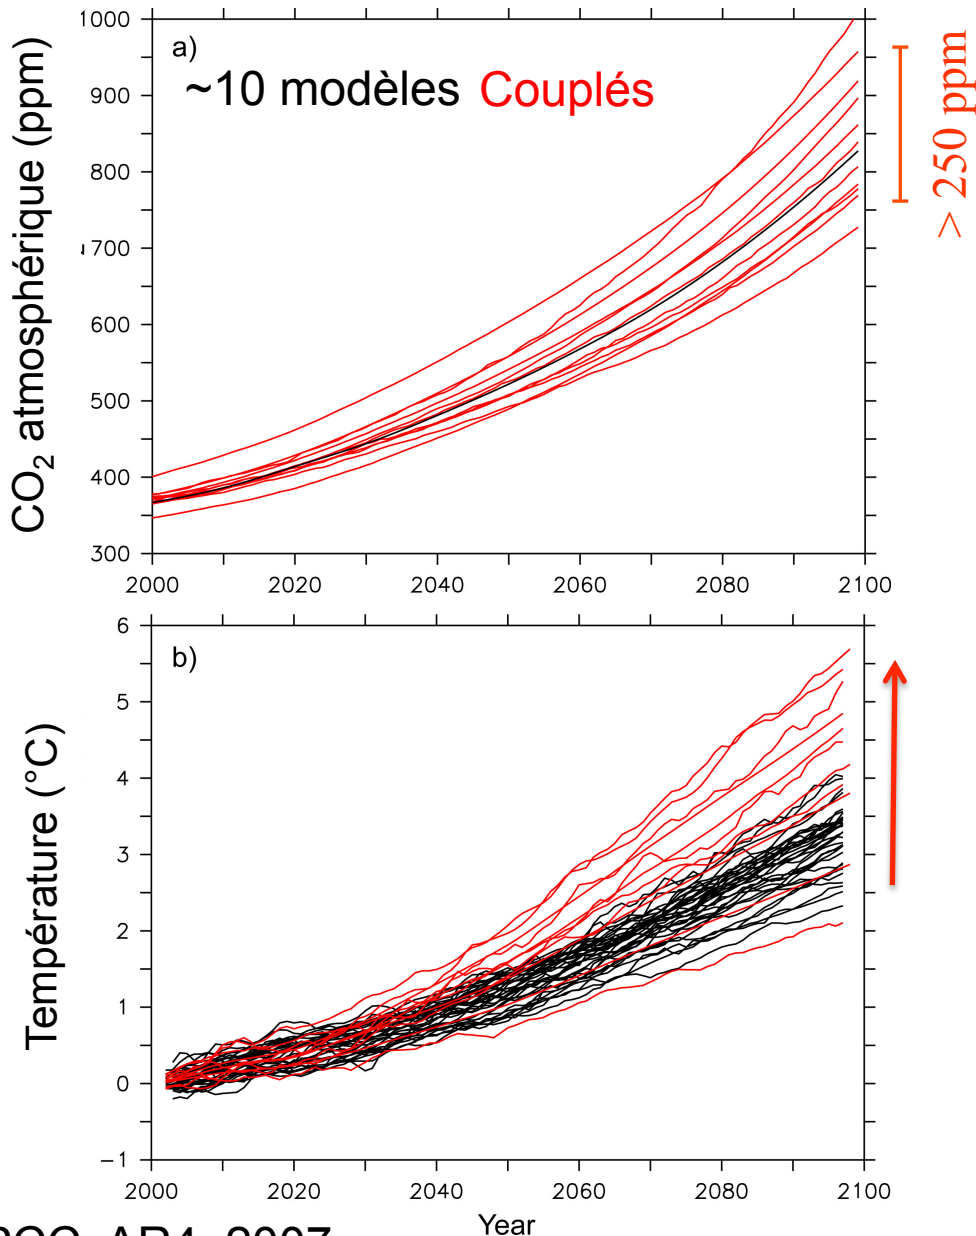 a)
~10 modèles Couplés
CO₂ atmosphérique (ppm)
1000
900
800
700
600
500
400
300
> 250 ppm
2000 2020 2040 2060 2080 2100
b)
Température (°C)
6
5
4
3
2
1
0
−1
2000 2020 2040 2060 2080 2100
Year
AR4 2007